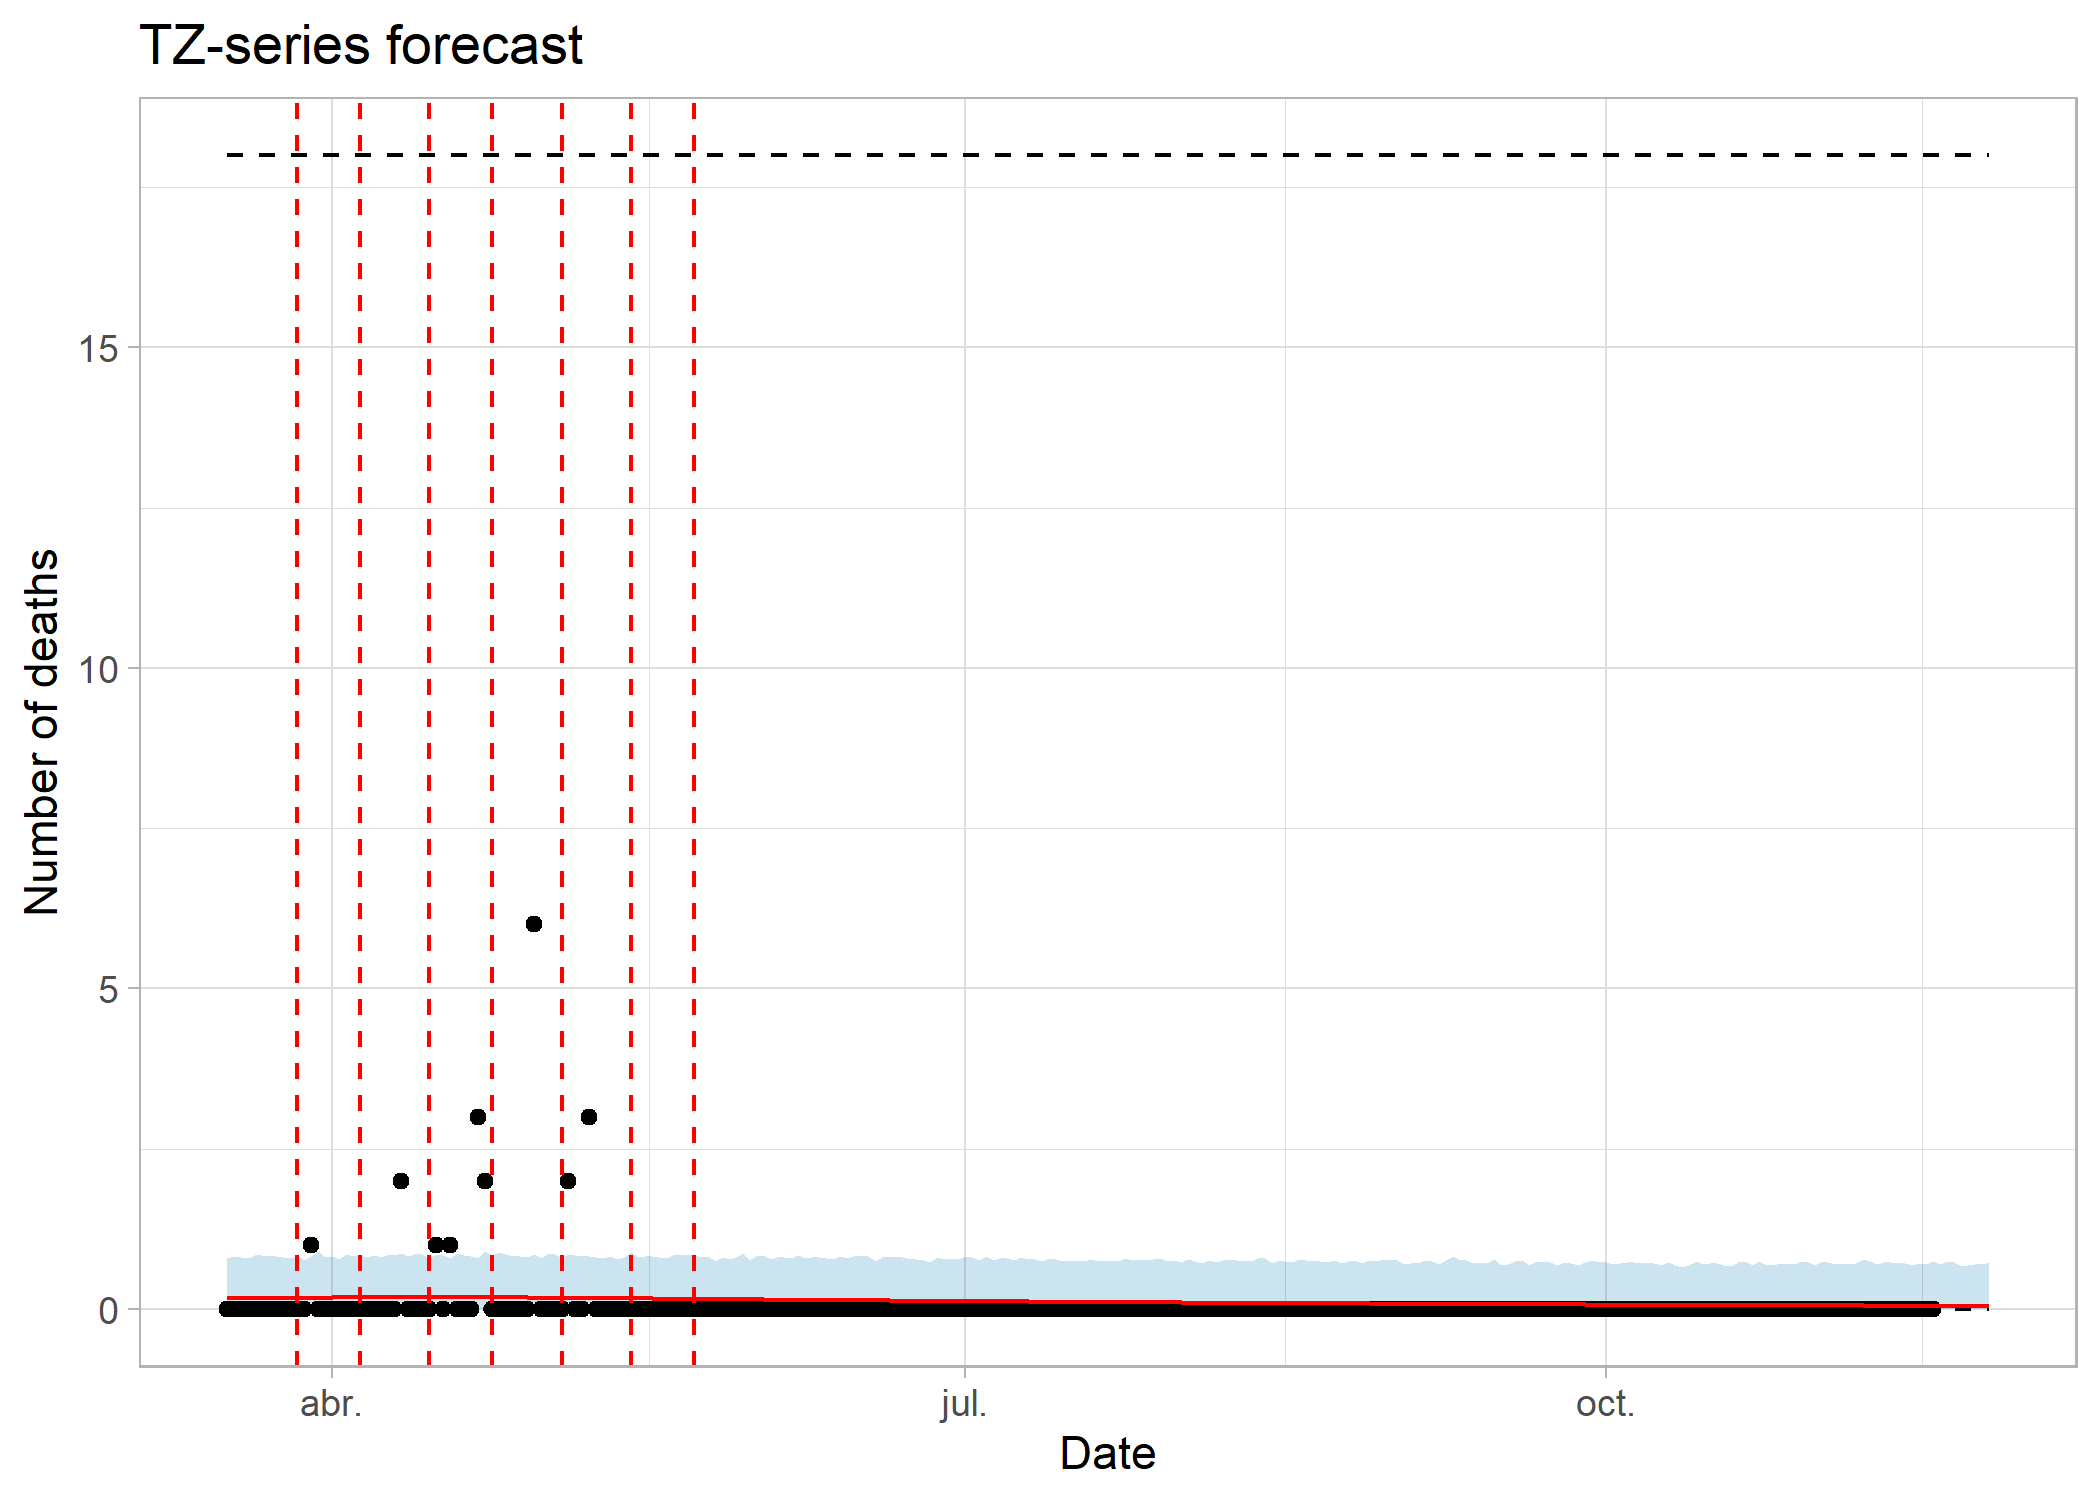 TZ-series forecast
Number of deaths
15
10
5
0
abr.
jul.
oct.
Date